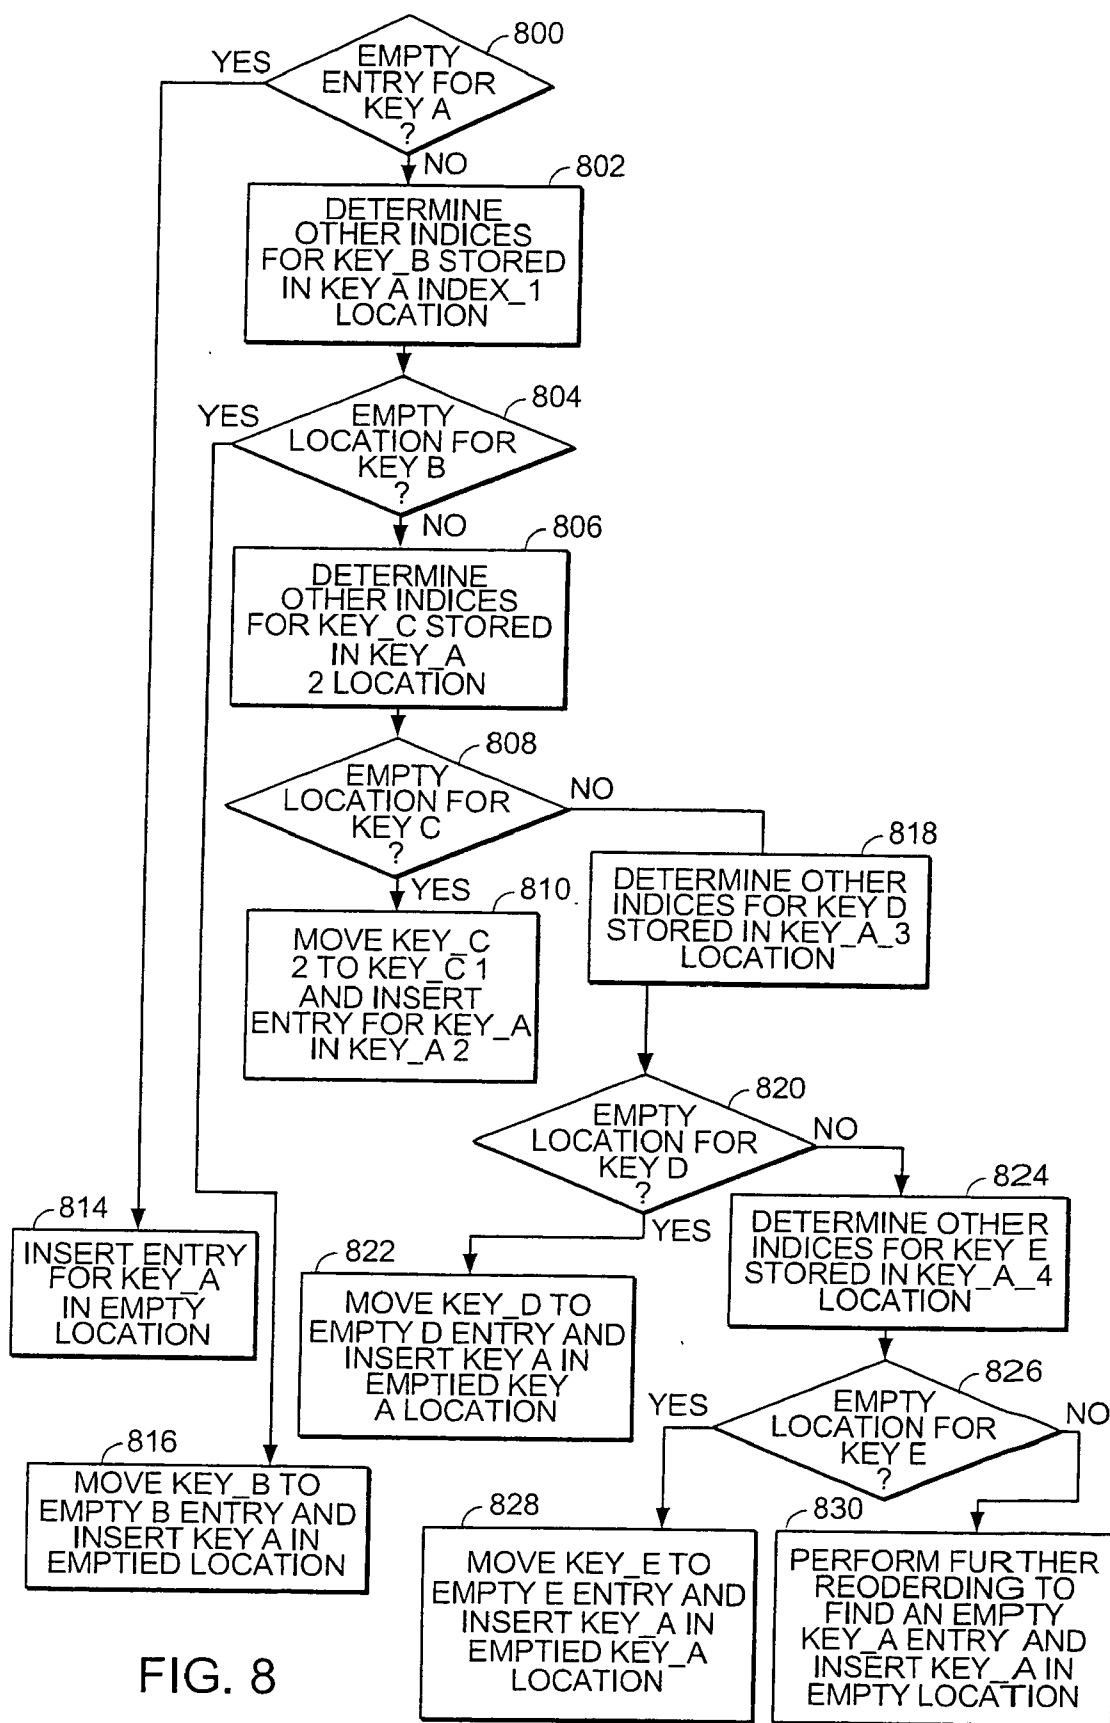 800
YES
EMPTY
ENTRY FOR
KEY A
?
NO
802
DETERMINE
OTHER INDICES
FOR KEY_B STORED
IN KEY A INDEX_1
LOCATION
804
YES
EMPTY
LOCATION FOR
KEY B
?
NO
806
DETERMINE
OTHER INDICES
FOR KEY_C STORED
IN KEY_A
2 LOCATION
808
EMPTY
LOCATION FOR
KEY C
?
NO
YES
810
MOVE KEY_C
2 TO KEY_C 1
AND INSERT
ENTRY FOR KEY_A
IN KEY_A 2
818
DETERMINE OTHER
INDICES FOR KEY D
STORED IN KEY_A_3
LOCATION
820
EMPTY
LOCATION FOR
KEY D
?
NO
YES
824
DETERMINE OTHER
INDICES FOR KEY E
STORED IN KEY_A_4
LOCATION
814
INSERT ENTRY
FOR KEY_A
IN EMPTY
LOCATION
822
MOVE KEY_D TO
EMPTY D ENTRY AND
INSERT KEY A IN
EMPTIED KEY
A LOCATION
826
YES
EMPTY
LOCATION FOR
KEY E
?
NO
816
MOVE KEY_B TO
EMPTY B ENTRY AND
INSERT KEY A IN
EMPTIED LOCATION
828
MOVE KEY_E TO
EMPTY E ENTRY AND
INSERT KEY_A IN
EMPTIED KEY_A
LOCATION
830
PERFORM FURTHER
REODERDING TO
FIND AN EMPTY
KEY_A ENTRY AND
INSERT KEY_A IN
EMPTY LOCATION
FIG. 8